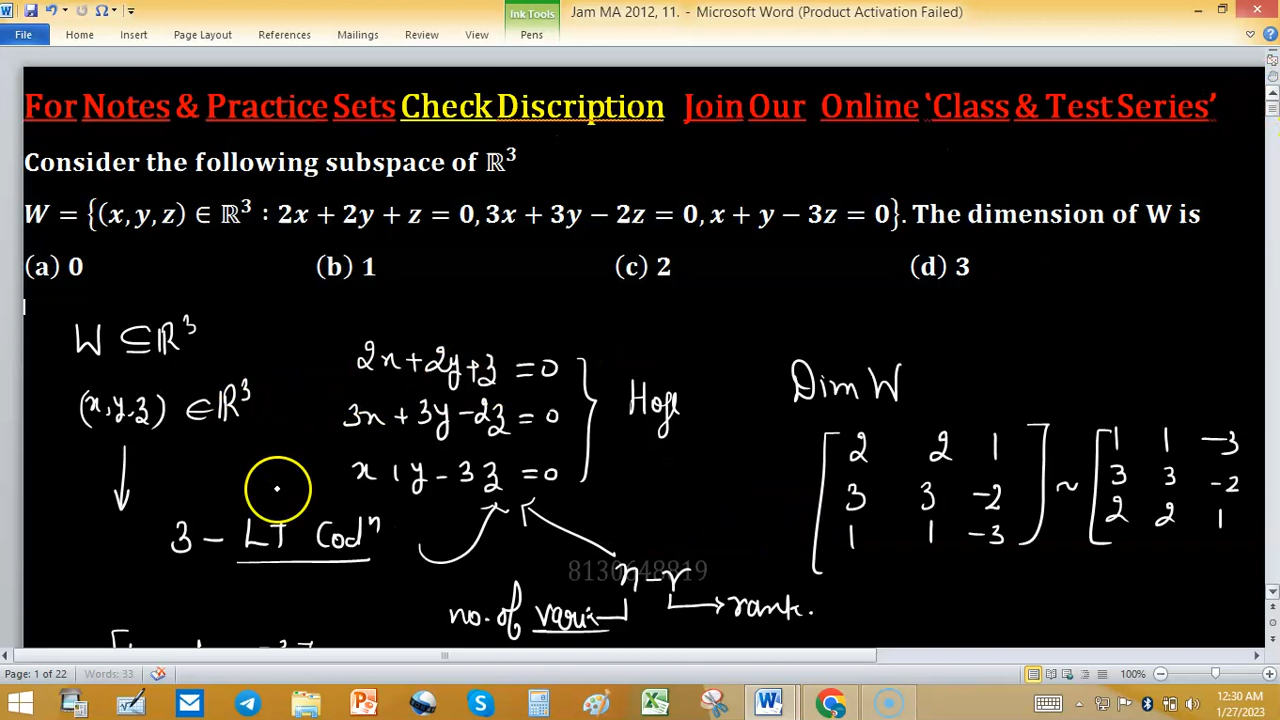 Jam MA 2012, 11. - Microsoft Word (Product Activation Failed)
Ink Tools
File Home Insert Page Layout References Mailings Review View Pens
For Notes & Practice Sets Check Discription Join Our Online 'Class & Test Series'
Consider the following subspace of ℝ³
W = {(x, y, z) ∈ ℝ³ : 2x + 2y + z = 0, 3x + 3y − 2z = 0, x + y − 3z = 0}. The dimension of W is
(a) 0 (b) 1 (c) 2 (d) 3
W ⊆ ℝ³
(x, y, z) ∈ ℝ³
2x + 2y + z = 0
3x + 3y − 2z = 0
x + y − 3z = 0
Dim W
[2 2 1 ~ [1 1 −3
3 3 −2 3 3 −2
1 1 −3] 2 2 1
3 − LI Codⁿ
8130648819
n − r
no. of varia
rank.
Page: 1 of 22 Words: 33 100%
12:30 AM
1/27/2023